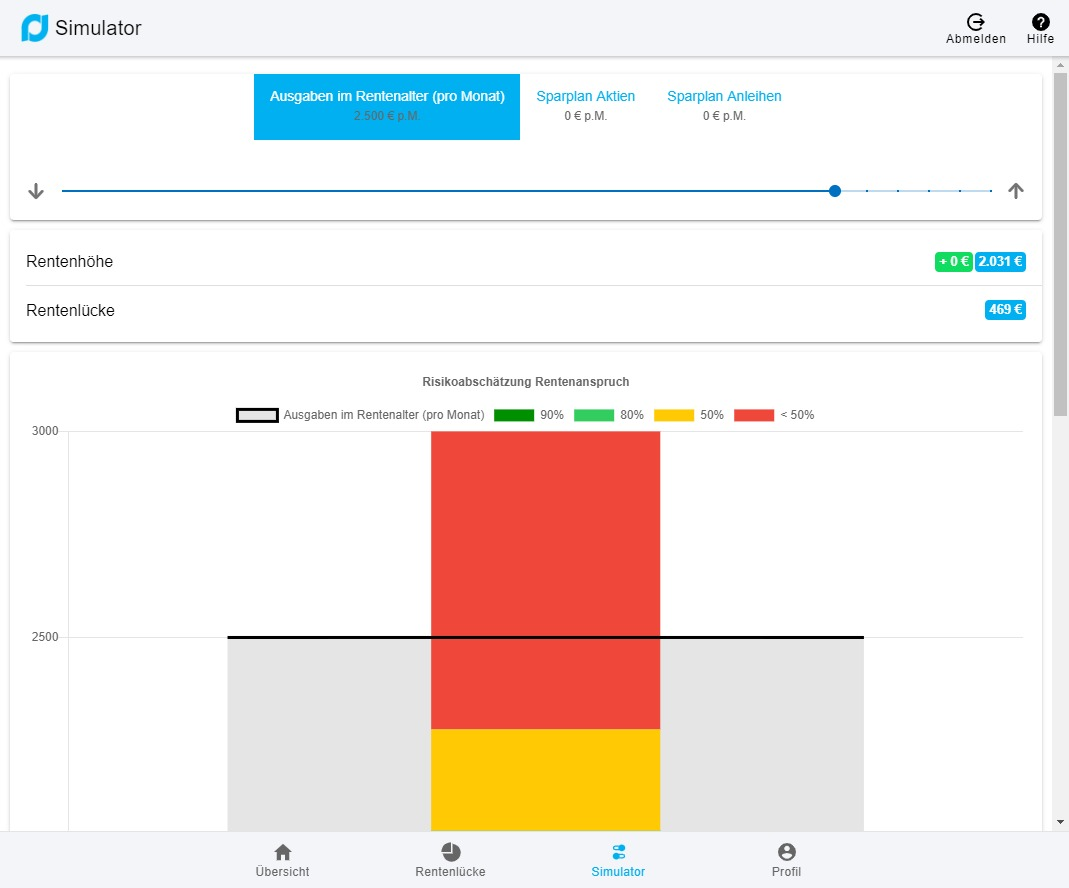 Simulator
Abmelden
Hilfe
Ausgaben im Rentenalter (pro Monat)
2.500 € p.M.
Sparplan Aktien
0 € p.M.
Sparplan Anleihen
0 € p.M.
Rentenhöhe
+ 0 € 2.031 €
Rentenlücke
469 €
Risikoabschätzung Rentenanspruch
Ausgaben im Rentenalter (pro Monat) 90% 80% 50% < 50%
3000
2500
Übersicht
Rentenlücke
Simulator
Profil